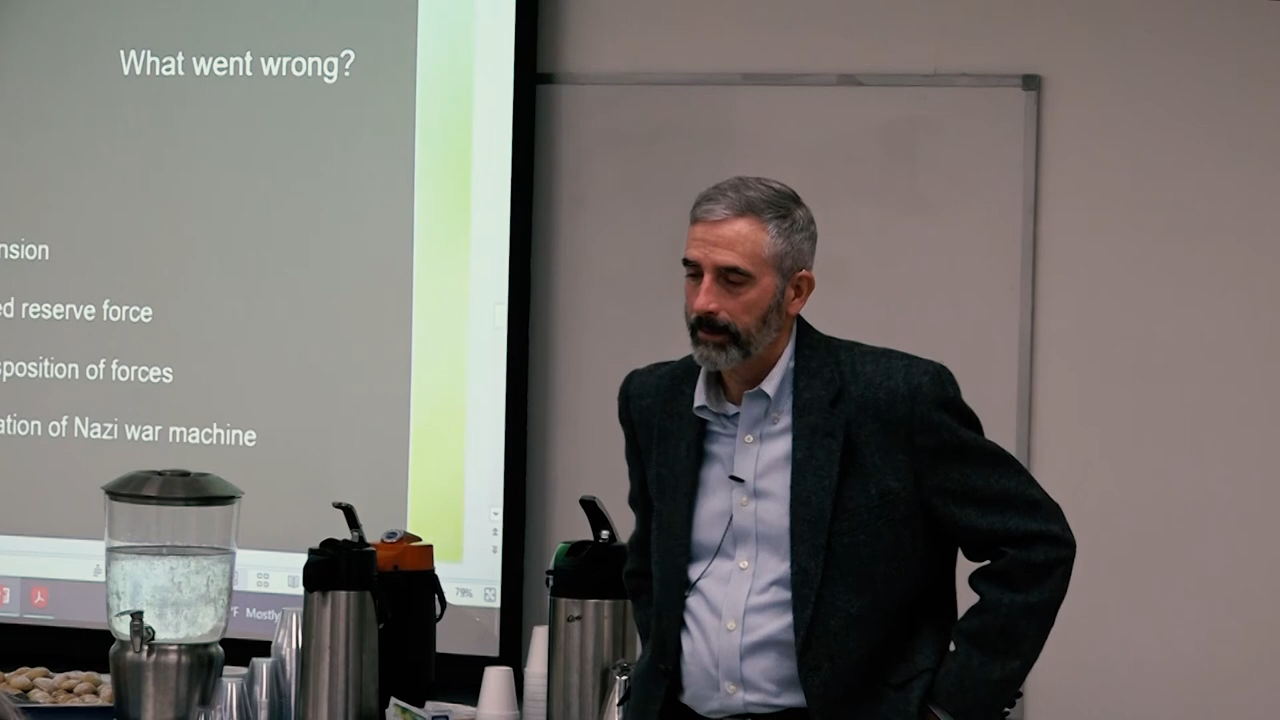 What went wrong?
nsion
ed reserve force
sposition of forces
ation of Nazi war machine
79%
°F Mostly